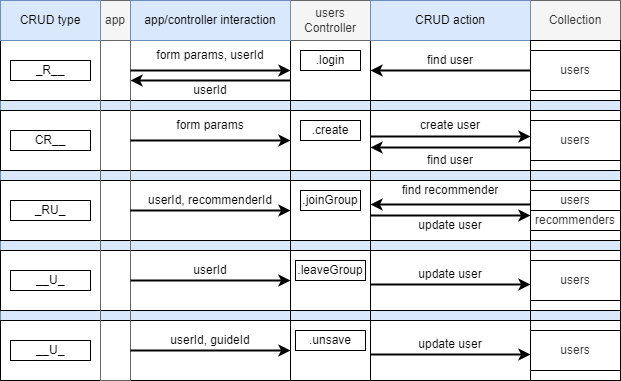 CRUD type
app
app/controller interaction
users
Controller
CRUD action
Collection
_R__
form params, userId
userId
.login
find user
users
CR__
form params
.create
create user
find user
users
_RU_
userId, recommenderId
.joinGroup
find recommender
update user
users
recommenders
__U_
userId
.leaveGroup
update user
users
__U_
userId, guideId
.unsave
update user
users